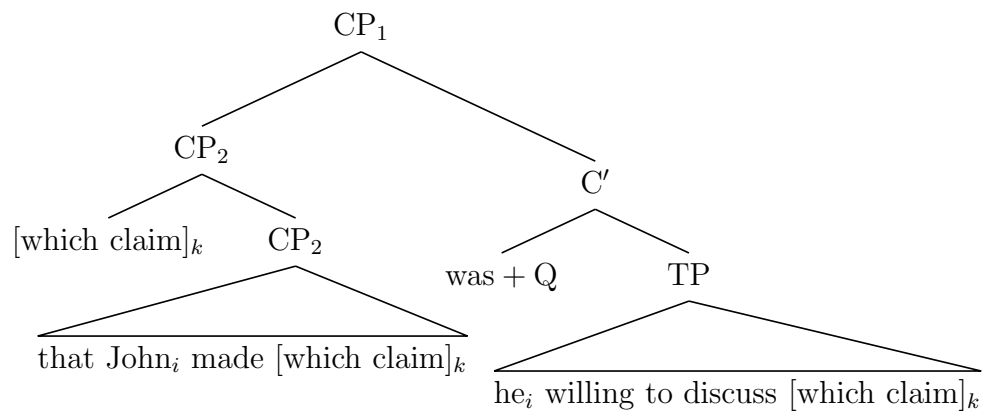 CP₁
CP₂
C′
[which claim]ₖ CP₂
was + Q TP
that Johnᵢ made [which claim]ₖ
heᵢ willing to discuss [which claim]ₖ